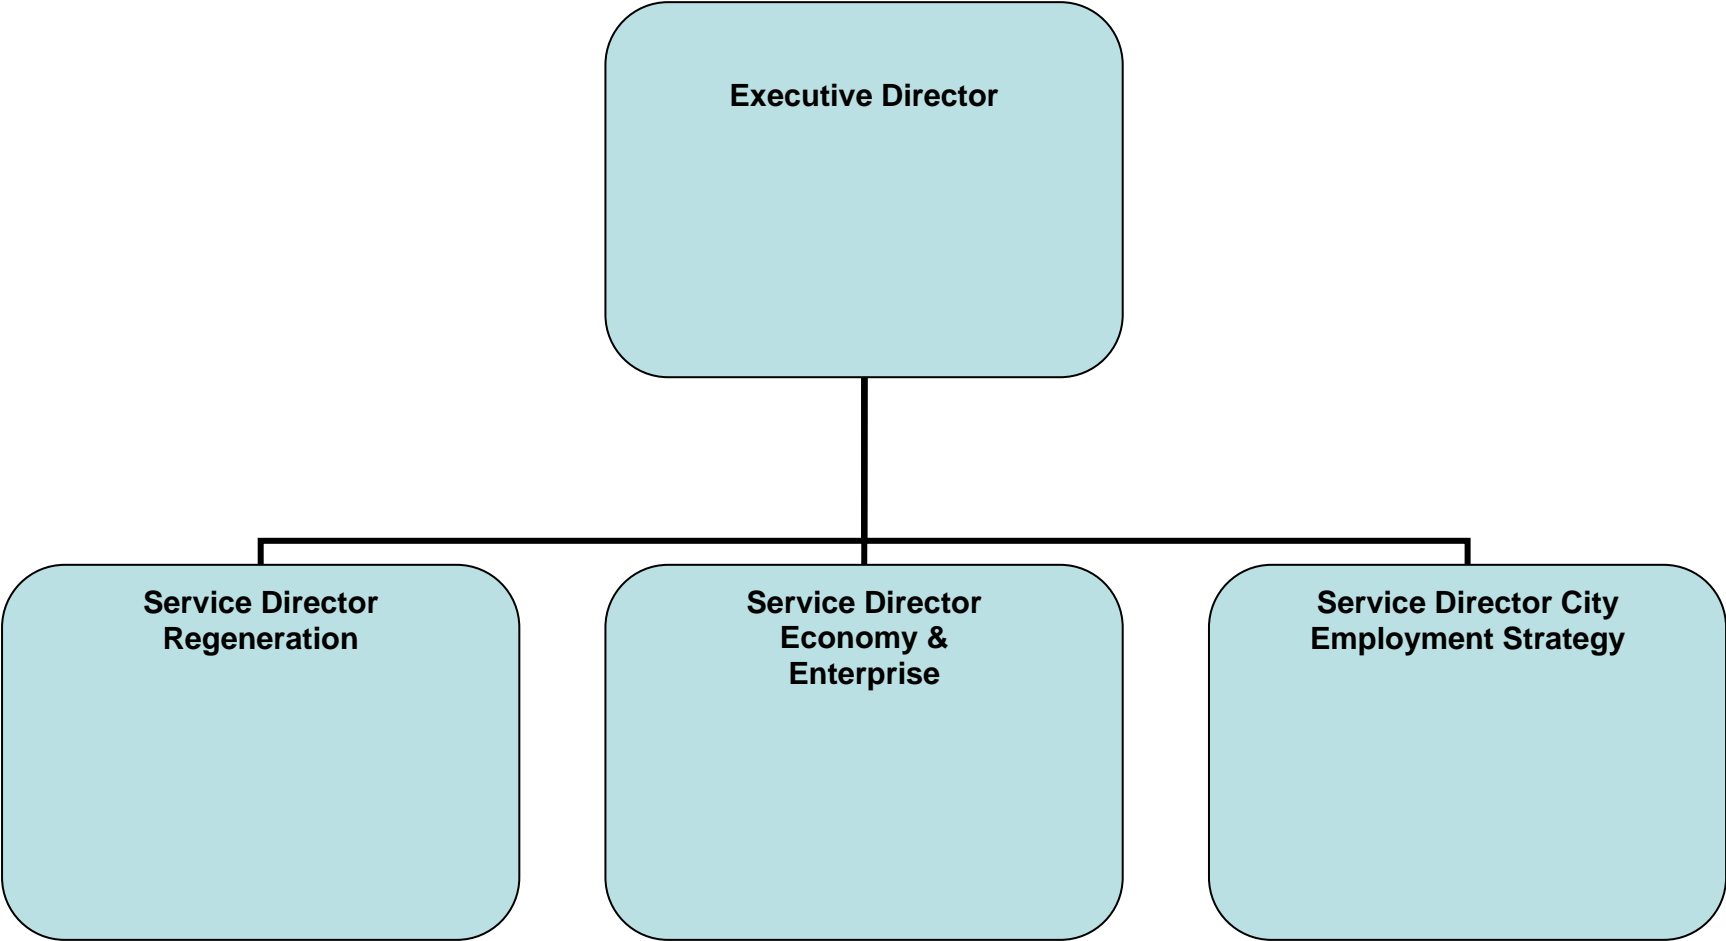 Executive Director
Service Director
Regeneration
Service Director
Economy &
Enterprise
Service Director City
Employment Strategy